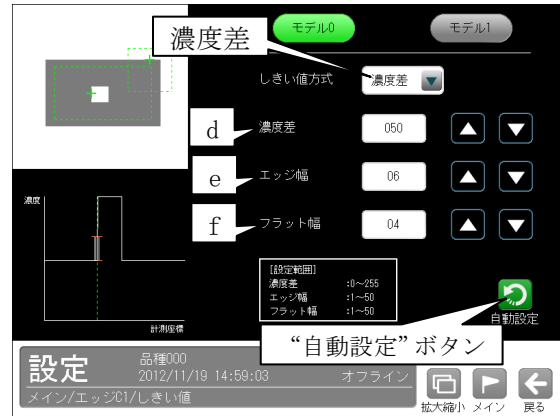 モデル0
モデル1
濃度差
しきい値方式
濃度差
d
濃度差
050
e
エッジ幅
06
f
フラット幅
04
濃度
計測座標
[設定範囲]
濃度差 :0~255
エッジ幅 :1~50
フラット幅 :1~50
自動設定
“自動設定”ボタン
設定
品種000
2012/11/19 14:59:03
オフライン
メイン/エッジC1/しきい値
拡大縮小
メイン
戻る